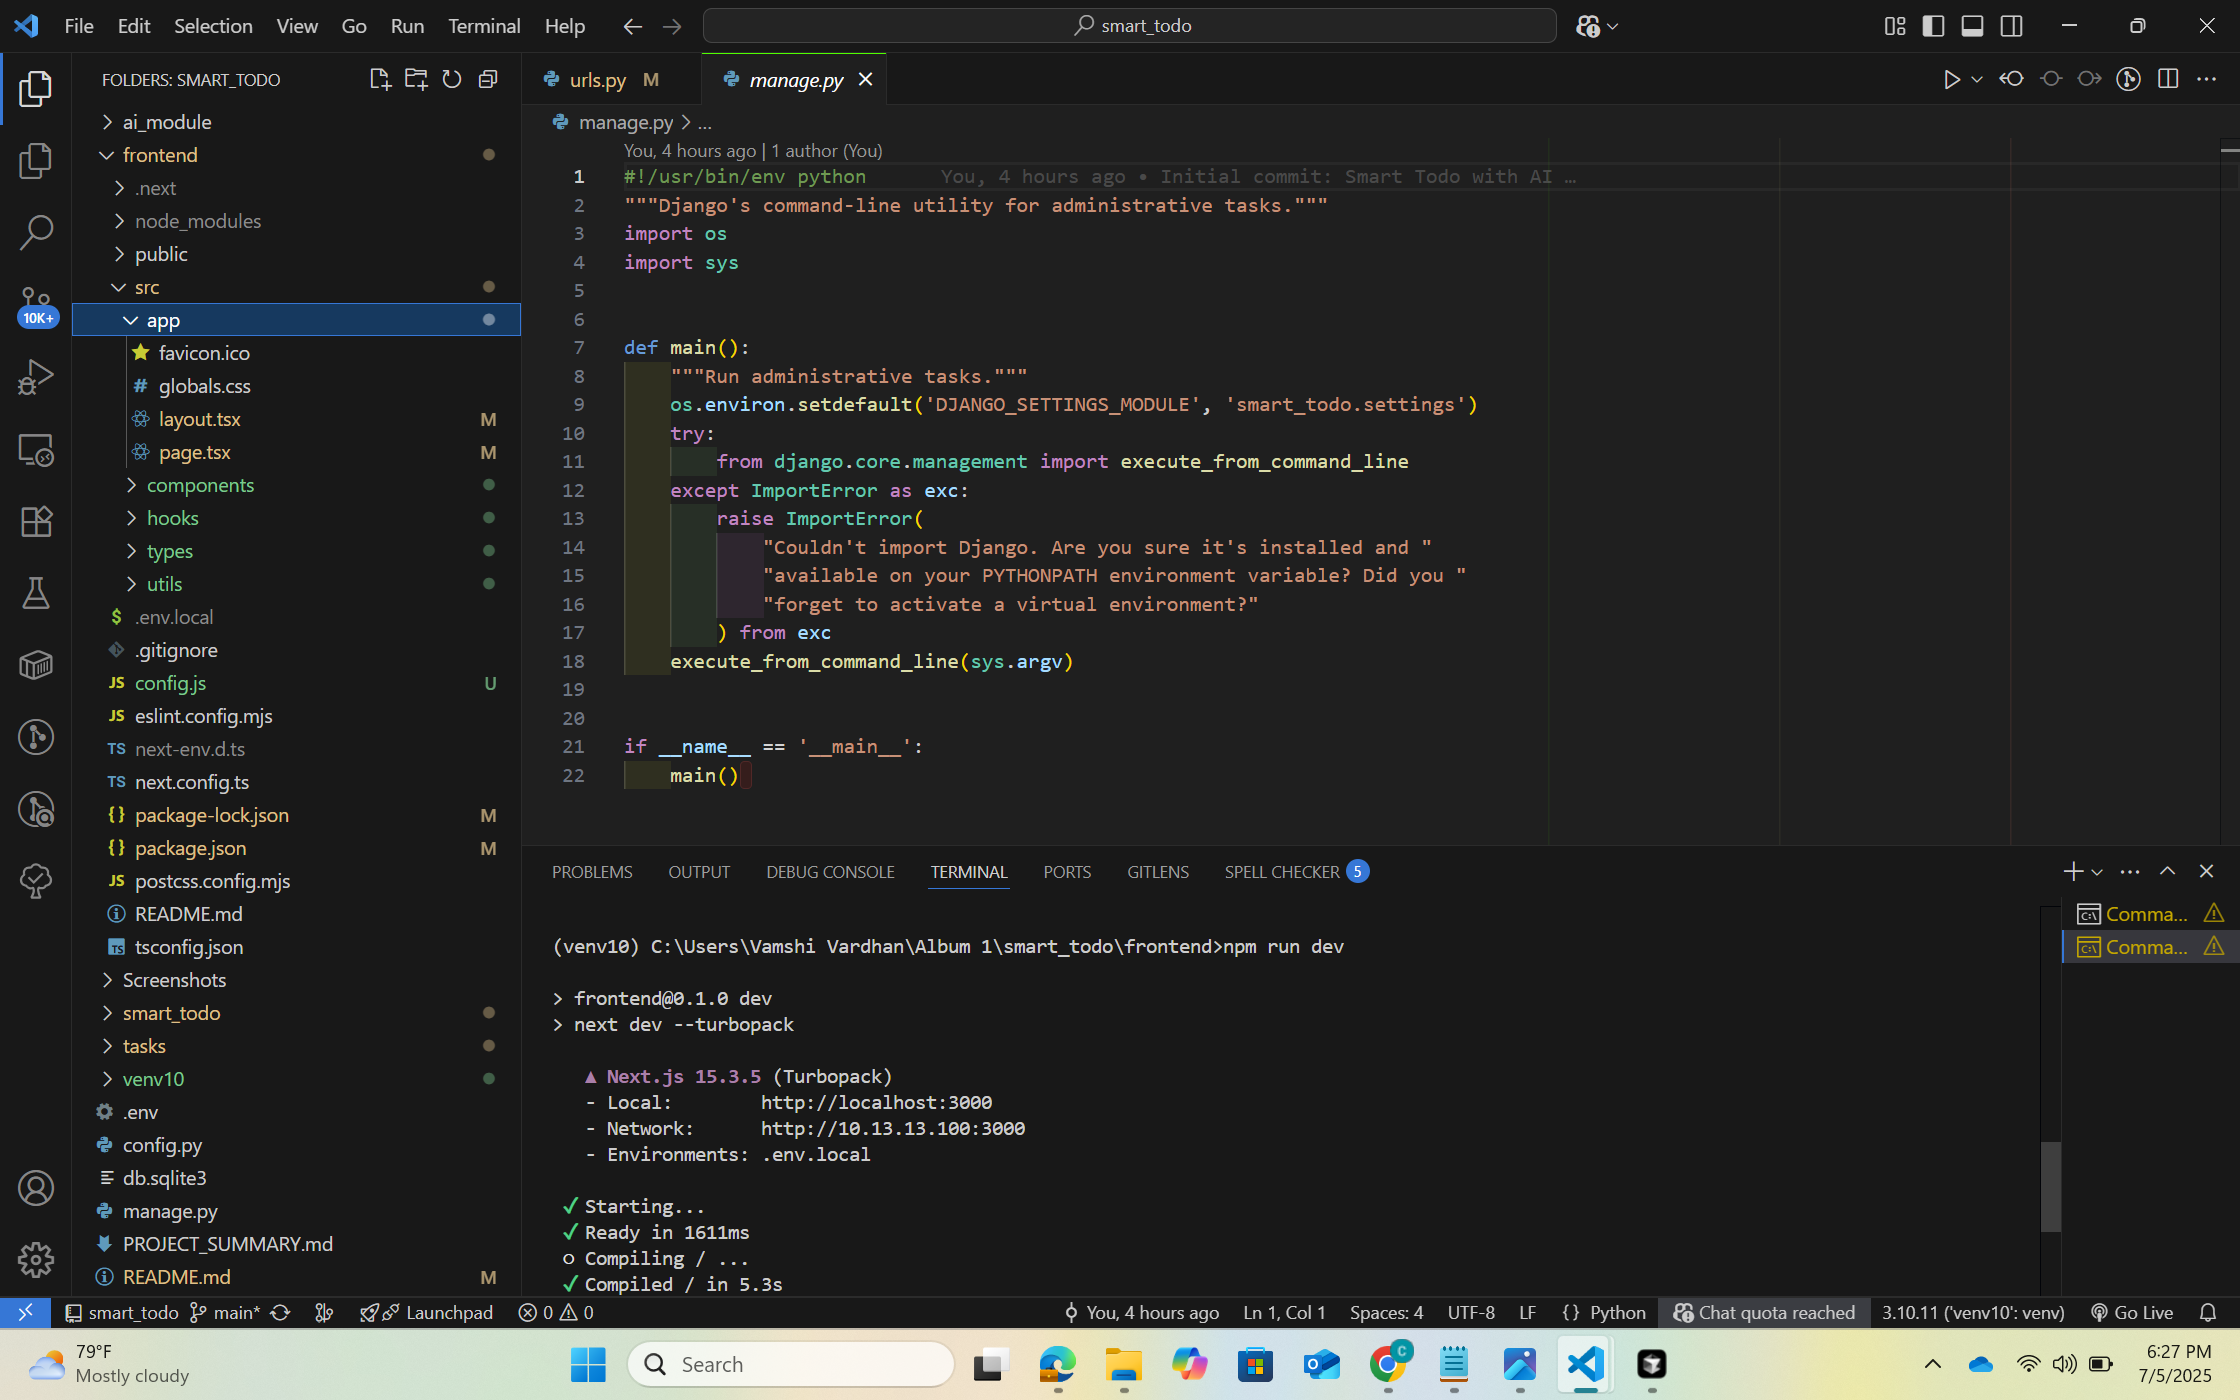 File Edit Selection View Go Run Terminal Help
smart_todo
FOLDERS: SMART_TODO
ai_module
frontend
.next
node_modules
public
src
10K+
app
favicon.ico
globals.css
layout.tsx M
page.tsx M
components
hooks
types
utils
.env.local
.gitignore
config.js U
eslint.config.mjs
next-env.d.ts
next.config.ts
package-lock.json M
package.json M
postcss.config.mjs
README.md
tsconfig.json
Screenshots
smart_todo
tasks
venv10
.env
config.py
db.sqlite3
manage.py
PROJECT_SUMMARY.md
README.md M
urls.py M
manage.py
manage.py > ...
You, 4 hours ago | 1 author (You)
1 #!/usr/bin/env python You, 4 hours ago • Initial commit: Smart Todo with AI …
2 """Django's command-line utility for administrative tasks."""
3 import os
4 import sys
5
6
7 def main():
8 """Run administrative tasks."""
9 os.environ.setdefault('DJANGO_SETTINGS_MODULE', 'smart_todo.settings')
10 try:
11 from django.core.management import execute_from_command_line
12 except ImportError as exc:
13 raise ImportError(
14 "Couldn't import Django. Are you sure it's installed and "
15 "available on your PYTHONPATH environment variable? Did you "
16 "forget to activate a virtual environment?"
17 ) from exc
18 execute_from_command_line(sys.argv)
19
20
21 if __name__ == '__main__':
22 main()
PROBLEMS OUTPUT DEBUG CONSOLE TERMINAL PORTS GITLENS SPELL CHECKER 5
(venv10) C:\Users\Vamshi Vardhan\Album 1\smart_todo\frontend>npm run dev
> frontend@0.1.0 dev
> next dev --turbopack
▲ Next.js 15.3.5 (Turbopack)
- Local: http://localhost:3000
- Network: http://10.13.13.100:3000
- Environments: .env.local
✓ Starting...
✓ Ready in 1611ms
○ Compiling / ...
✓ Compiled / in 5.3s
Comma...
Comma...
smart_todo main* Launchpad 0 0 You, 4 hours ago Ln 1, Col 1 Spaces: 4 UTF-8 LF {} Python Chat quota reached 3.10.11 ('venv10': venv) Go Live
79°F
Mostly cloudy
Search
6:27 PM
7/5/2025